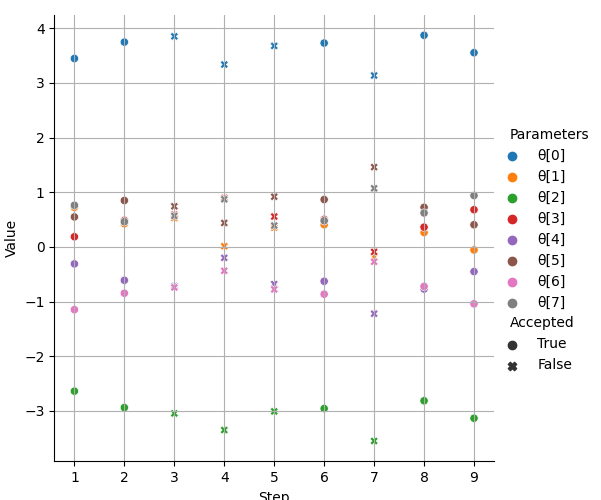 4
3
2
1
0
−1
−2
−3
Value
1 2 3 4 5 6 7 8 9
Step
Parameters
θ[0]
θ[1]
θ[2]
θ[3]
θ[4]
θ[5]
θ[6]
θ[7]
Accepted
True
False